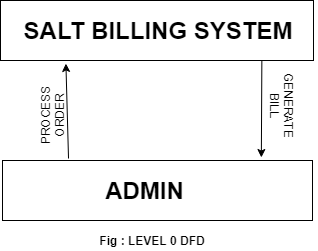 SALT BILLING SYSTEM
PROCESS
ORDER
GENERATE
BILL
ADMIN
Fig : LEVEL 0 DFD